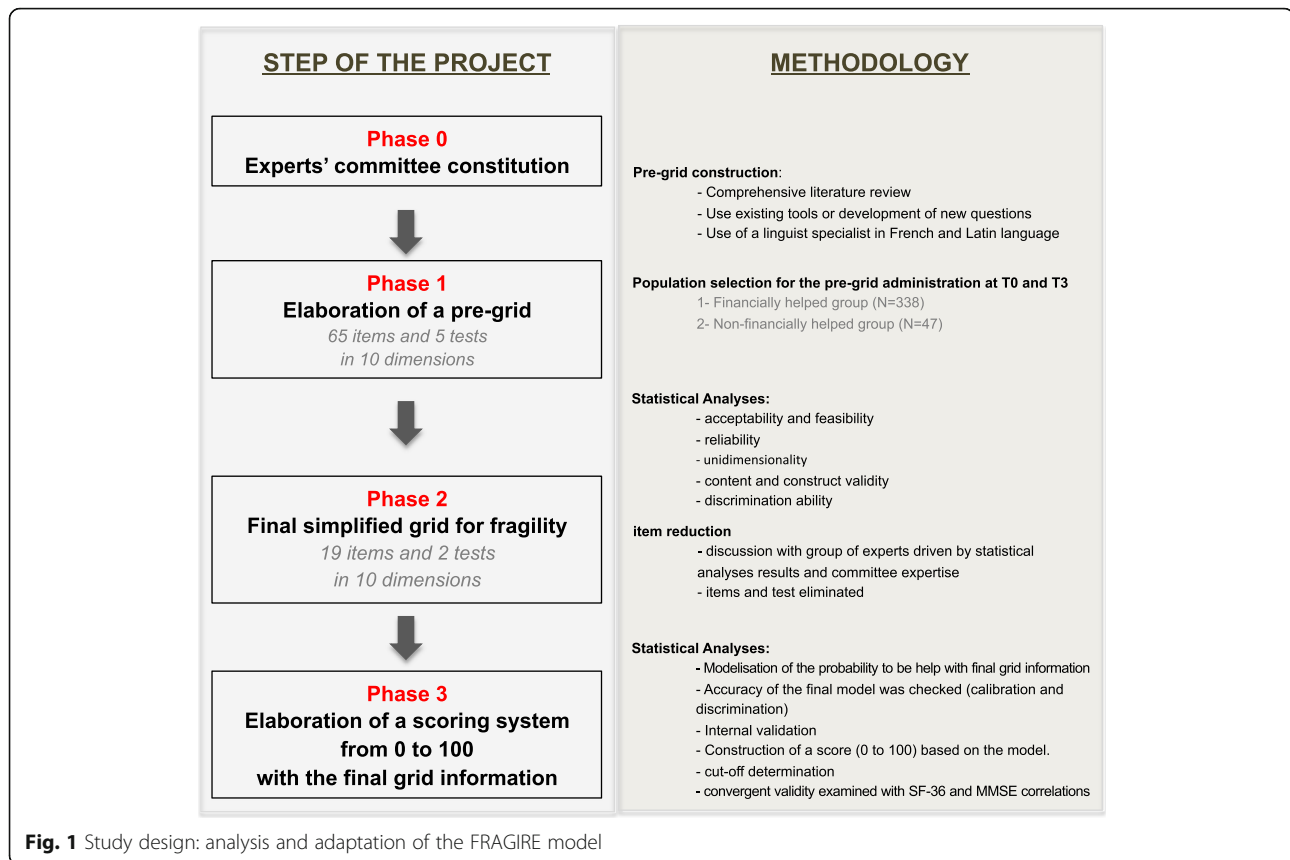 STEP OF THE PROJECT
Phase 0
Experts' committee constitution
Phase 1
Elaboration of a pre-grid
65 items and 5 tests
in 10 dimensions
Phase 2
Final simplified grid for fragility
19 items and 2 tests
in 10 dimensions
Phase 3
Elaboration of a scoring system
from 0 to 100
with the final grid information
METHODOLOGY
Pre-grid construction:
- Comprehensive literature review
- Use existing tools or development of new questions
- Use of a linguist specialist in French and Latin language
Population selection for the pre-grid administration at T0 and T3
1- Financially helped group (N=338)
2- Non-financially helped group (N=47)
Statistical Analyses:
- acceptability and feasibility
- reliability
- unidimensionality
- content and construct validity
- discrimination ability
item reduction
- discussion with group of experts driven by statistical
analyses results and committee expertise
- items and test eliminated
Statistical Analyses:
- Modelisation of the probability to be help with final grid information
- Accuracy of the final model was checked (calibration and
discrimination)
- Internal validation
- Construction of a score (0 to 100) based on the model.
- cut-off determination
- convergent validity examined with SF-36 and MMSE correlations
Fig. 1 Study design: analysis and adaptation of the FRAGIRE model